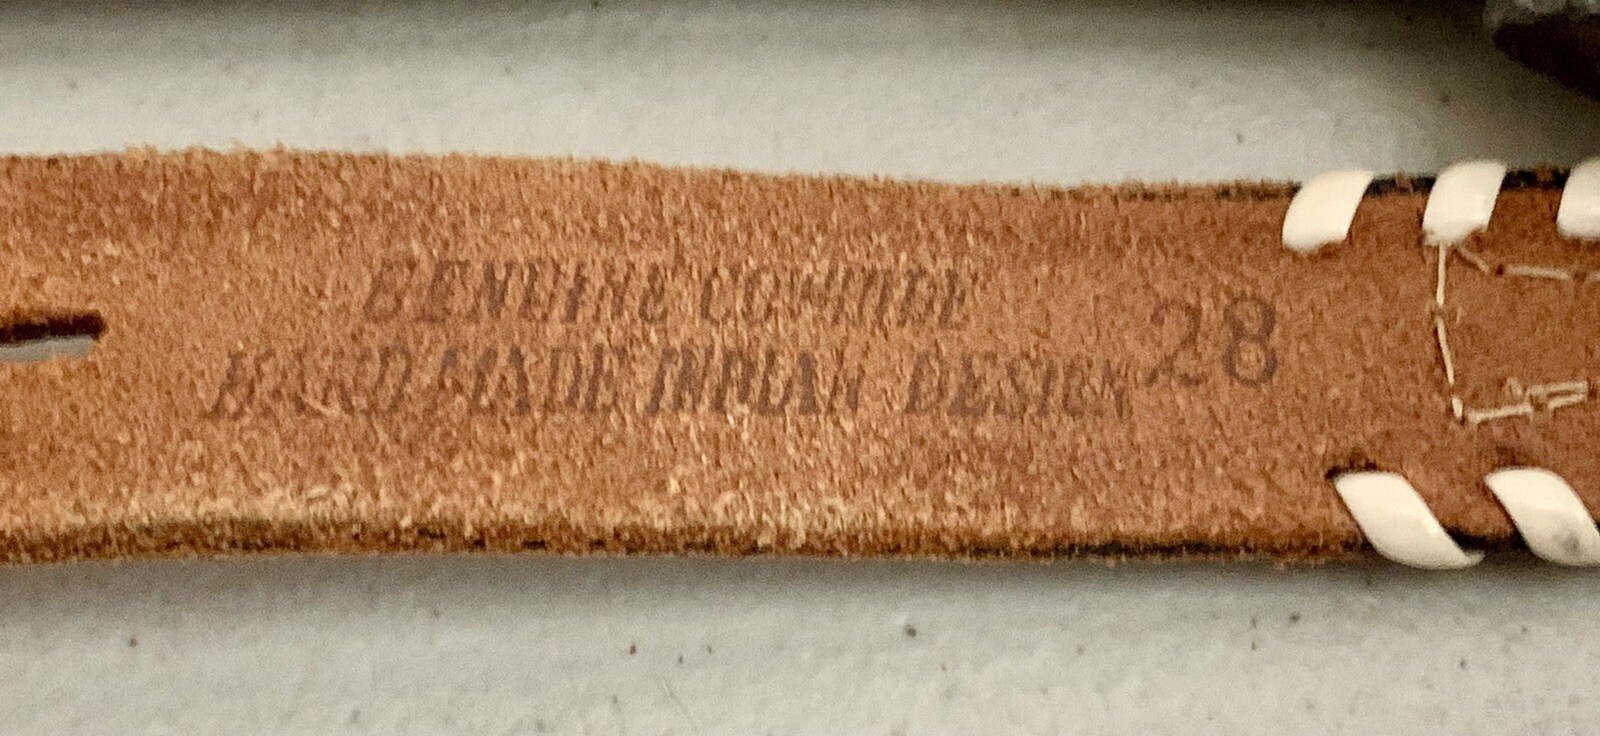 GENUINE COWHIDE
HAND MADE INDIAN DESIGN 28